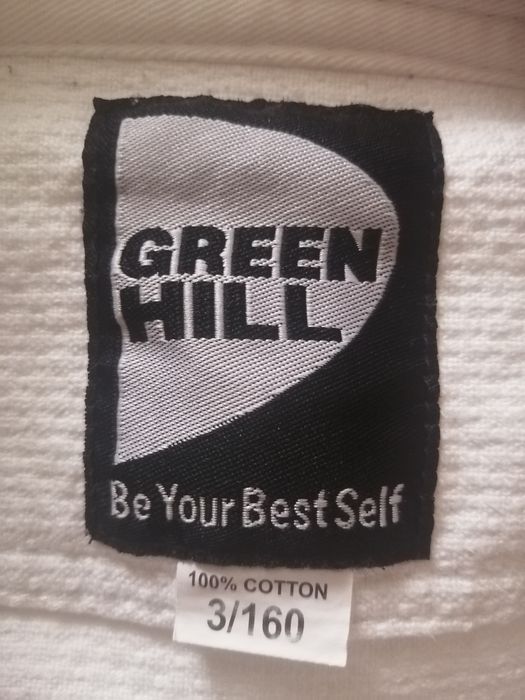 GREEN
HILL
Be Your Best Self
100% COTTON
3/160